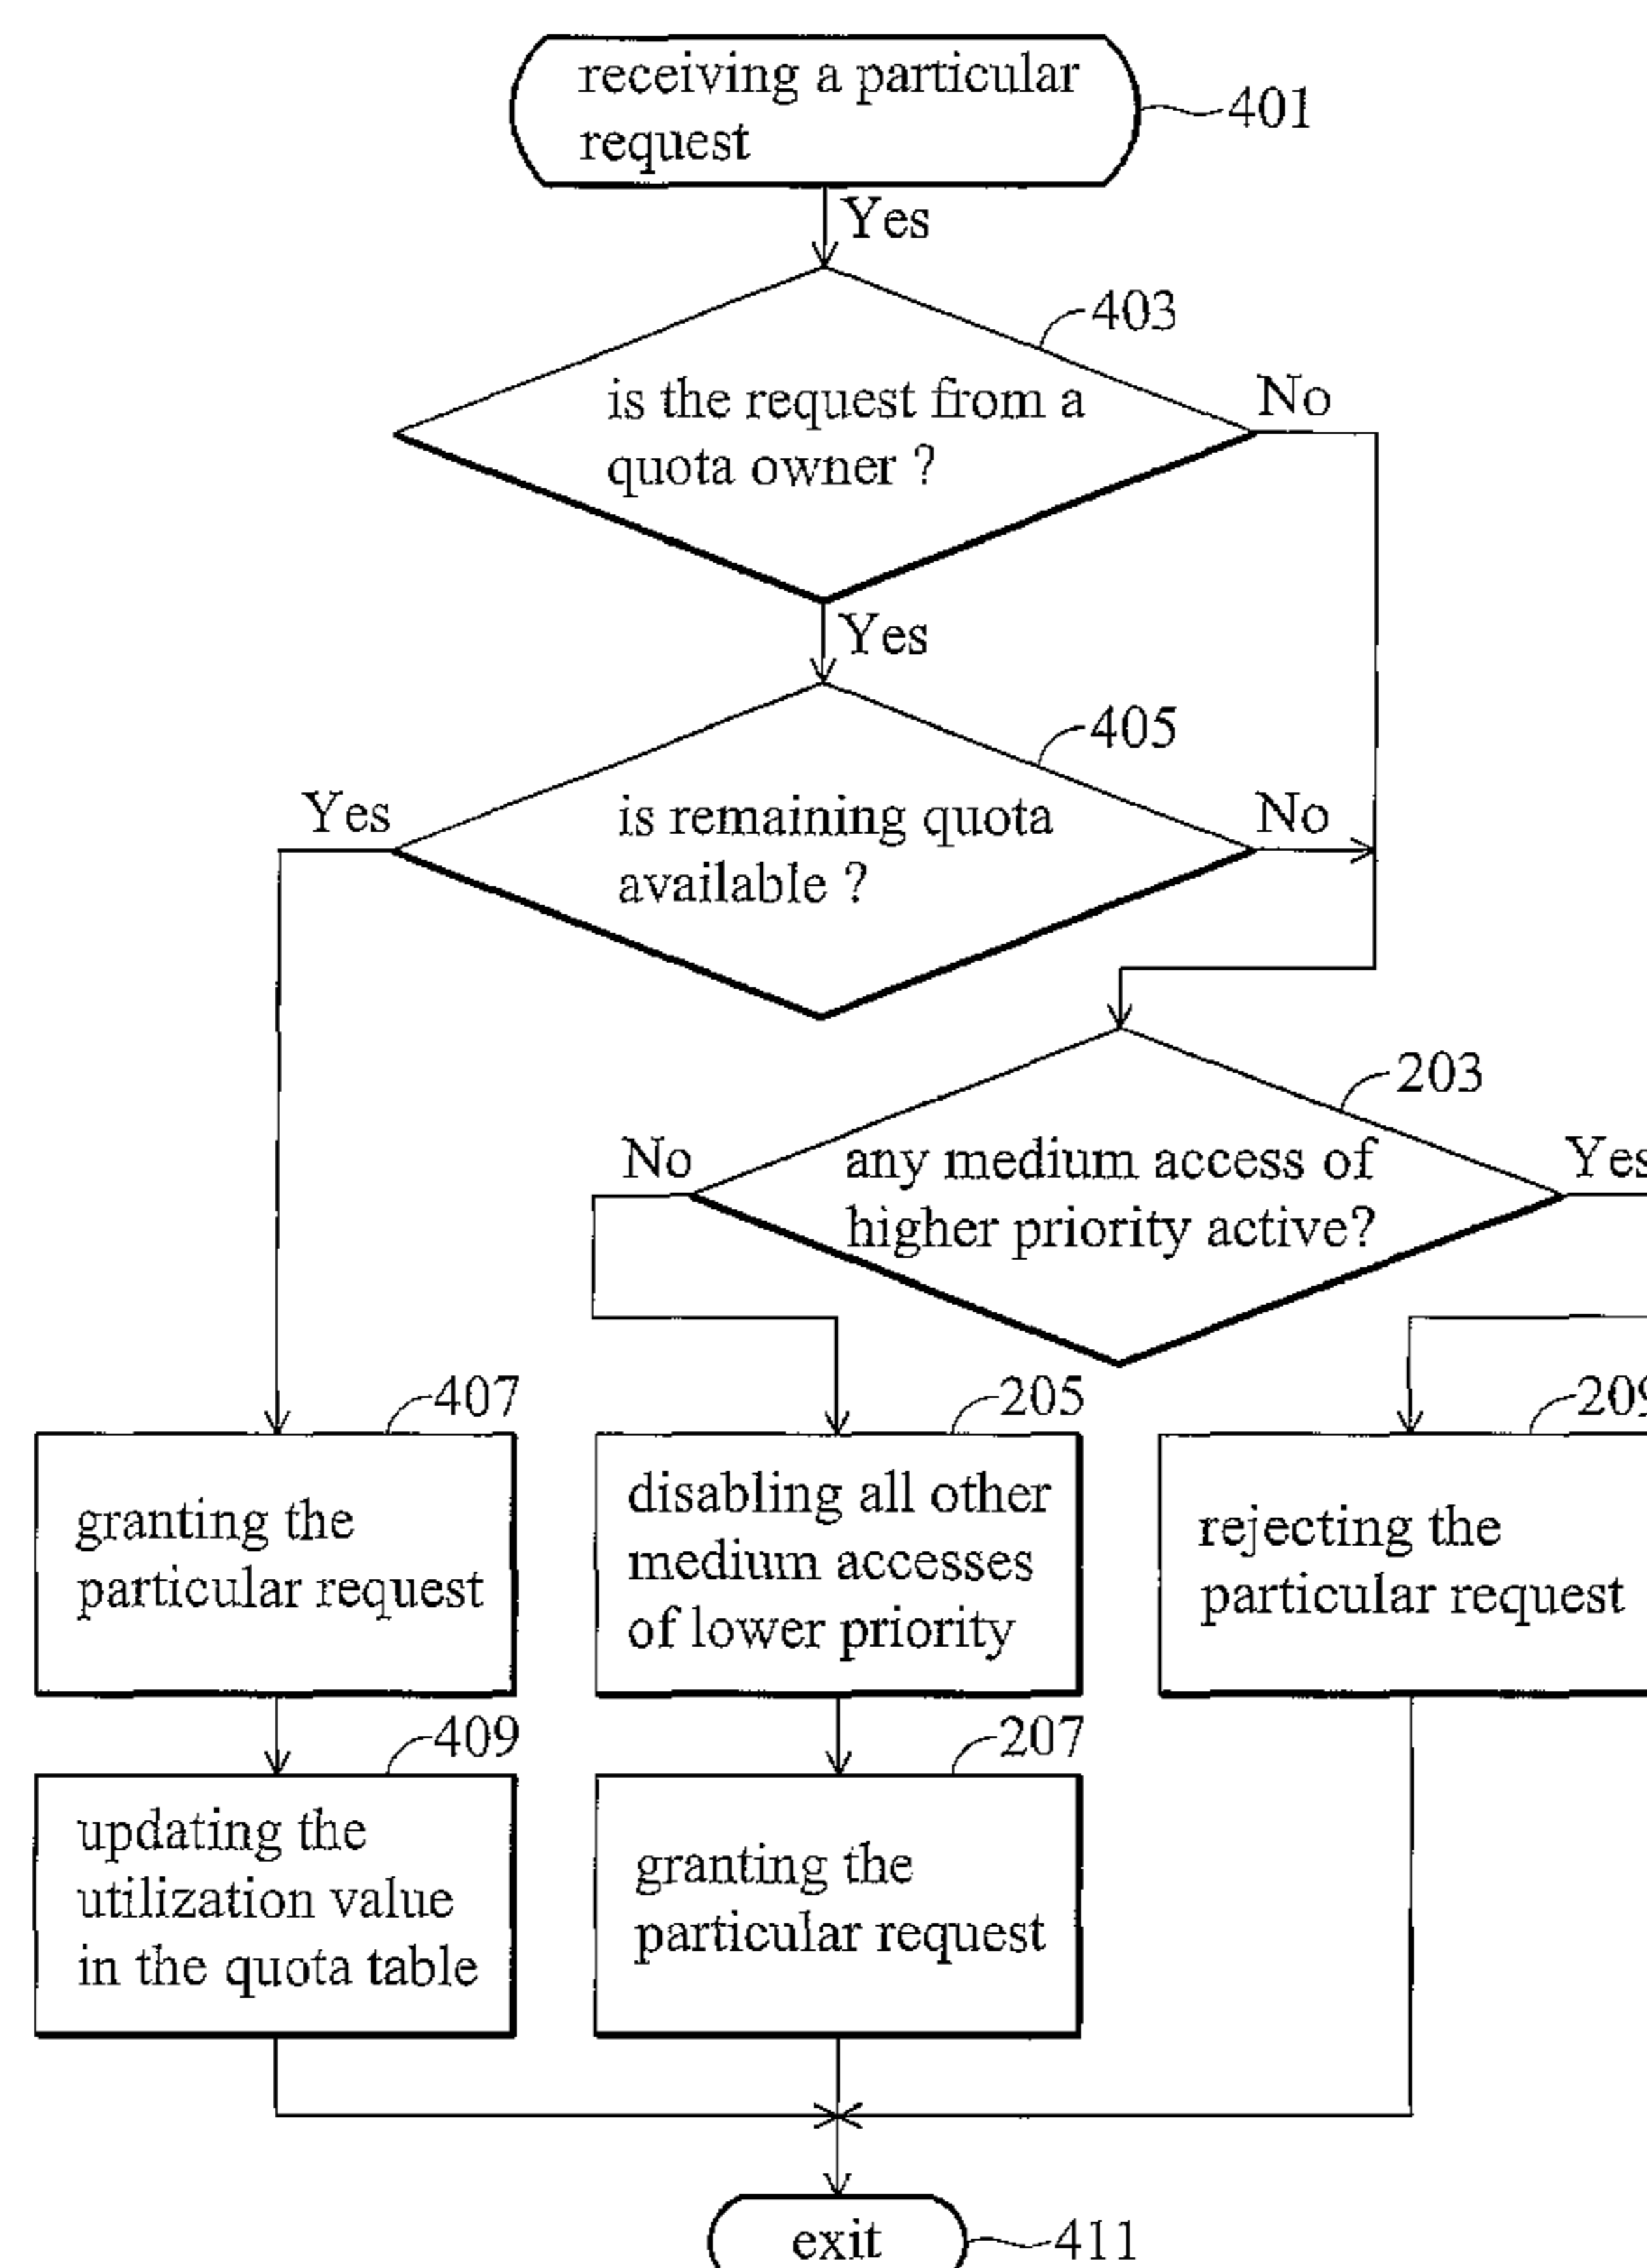 receiving a particular
request
401
Yes
403
is the request from a
quota owner ?
No
Yes
405
Yes
is remaining quota
available ?
No
203
No
any medium access of
higher priority active?
Yes
407
205
209
granting the
particular request
disabling all other
medium accesses
of lower priority
rejecting the
particular request
409
207
updating the
utilization value
in the quota table
granting the
particular request
exit
411